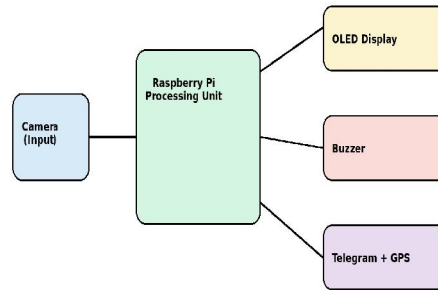 Camera
(Input)
Raspberry Pi
Processing Unit
OLED Display
Buzzer
Telegram + GPS